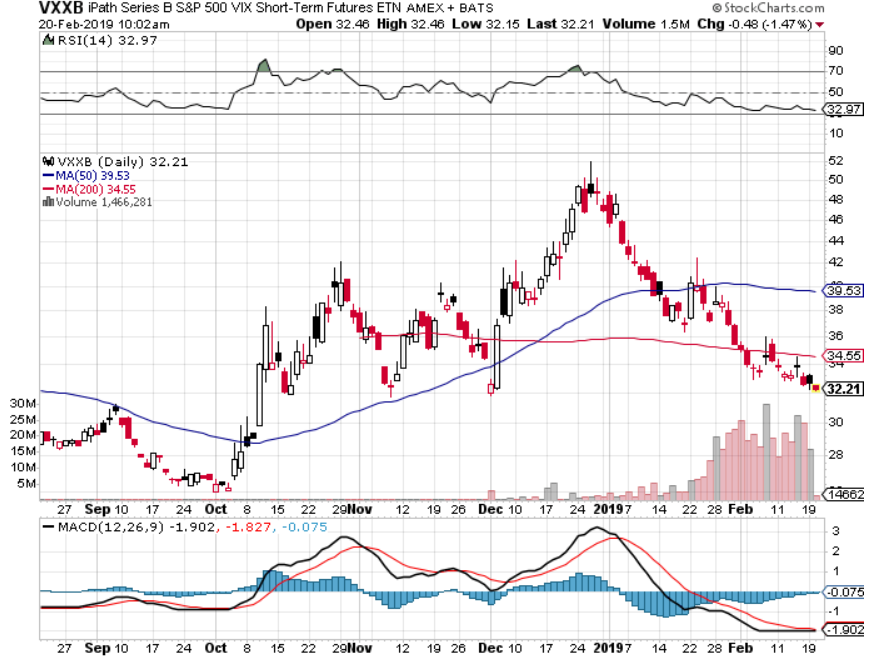 VXXB iPath Series B S&P 500 VIX Short-Term Futures ETN AMEX + BATS © StockCharts.com
20-Feb-2019 10:02am Open 32.46 High 32.46 Low 32.15 Last 32.21 Volume 1.5M Chg -0.48 (-1.47%)
RSI(14) 32.97
90
70
50
32.97
10
VXXB (Daily) 32.21
MA(50) 39.53
MA(200) 34.55
Volume 1,466,281
52
50
48
46
44
42
39.53
38
36
34.55
34
32.21
30
28
14662
30M
25M
20M
15M
10M
5M
27 Sep 10 17 24 Oct 8 15 22 29 Nov 12 19 26 Dec 10 17 24 2019 7 14 22 28 Feb 11 19
MACD(12,26,9) -1.902, -1.827, -0.075
3
2
1
-0.075
-1
-1.902
27 Sep 10 17 24 Oct 8 15 22 29 Nov 12 19 26 Dec 10 17 24 2019 7 14 22 28 Feb 11 19